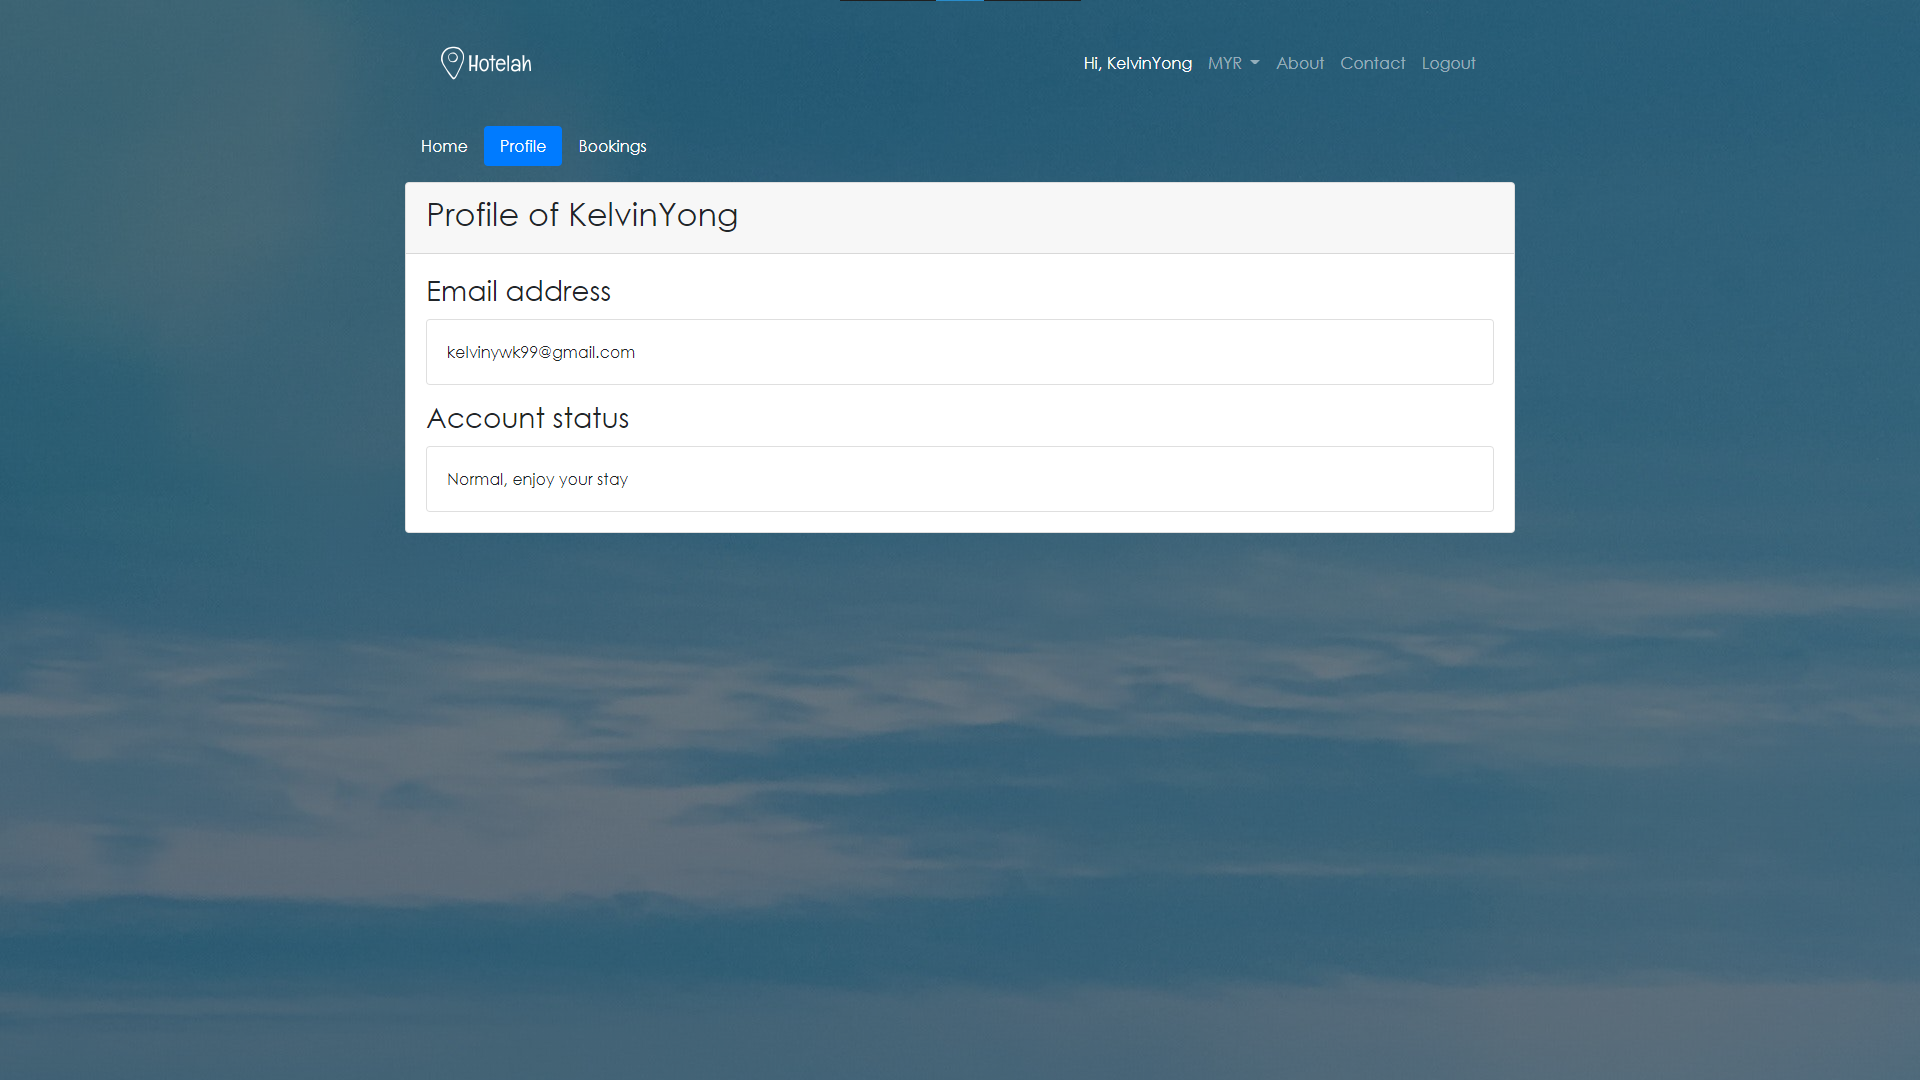 Hotelah
Hi, KelvinYong MYR About Contact Logout
Home Profile Bookings
Profile of KelvinYong
Email address
kelvinywk99@gmail.com
Account status
Normal, enjoy your stay